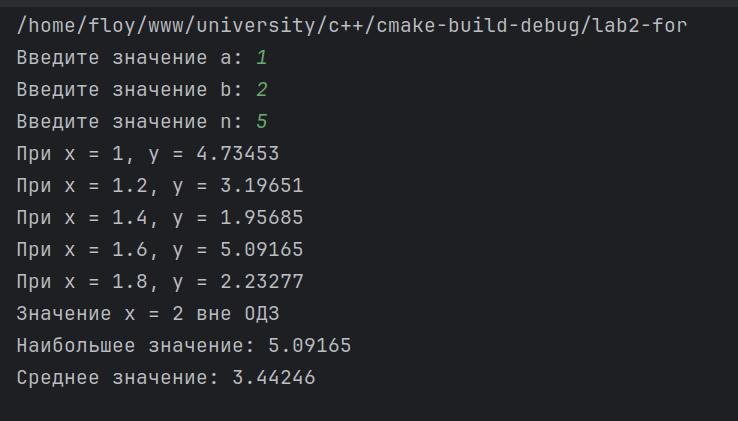 /home/floy/www/university/c++/cmake-build-debug/lab2-for
Введите значение a: 1
Введите значение b: 2
Введите значение n: 5
При x = 1, y = 4.73453
При x = 1.2, y = 3.19651
При x = 1.4, y = 1.95685
При x = 1.6, y = 5.09165
При x = 1.8, y = 2.23277
Значение x = 2 вне ОДЗ
Наибольшее значение: 5.09165
Среднее значение: 3.44246